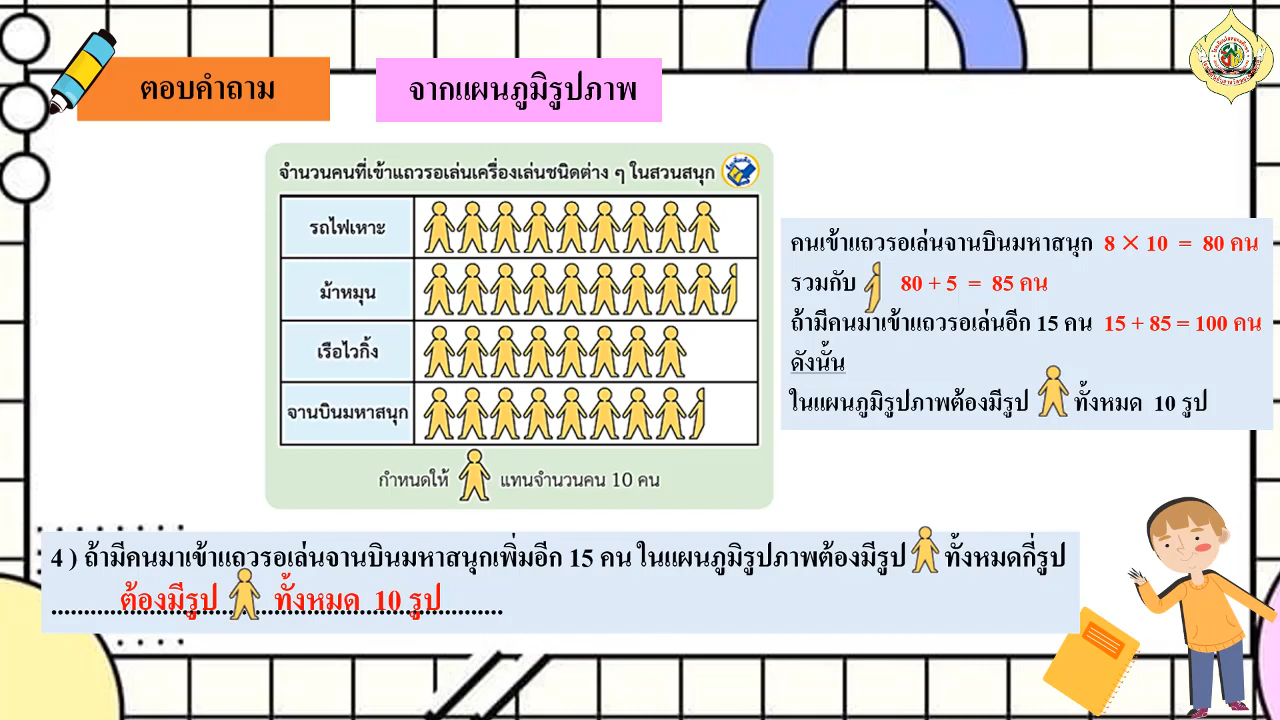 ตอบคำถาม
จากแผนภูมิรูปภาพ
จำนวนคนที่เข้าแถวรอเล่นเครื่องเล่นชนิดต่าง ๆ ในสวนสนุก
รถไฟเหาะ
ม้าหมุน
เรือไวกิ้ง
จานบินมหาสนุก
กำหนดให้ แทนจำนวนคน 10 คน
คนเข้าแถวรอเล่นจานบินมหาสนุก 8 × 10 = 80 คน
รวมกับ 80 + 5 = 85 คน
ถ้ามีคนมาเข้าแถวรอเล่นอีก 15 คน 15 + 85 = 100 คน
ดังนั้น
ในแผนภูมิรูปภาพต้องมีรูป ทั้งหมด 10 รูป
4 ) ถ้ามีคนมาเข้าแถวรอเล่นจานบินมหาสนุกเพิ่มอีก 15 คน ในแผนภูมิรูปภาพต้องมีรูป ทั้งหมดกี่รูป
ต้องมีรูป ทั้งหมด 10 รูป